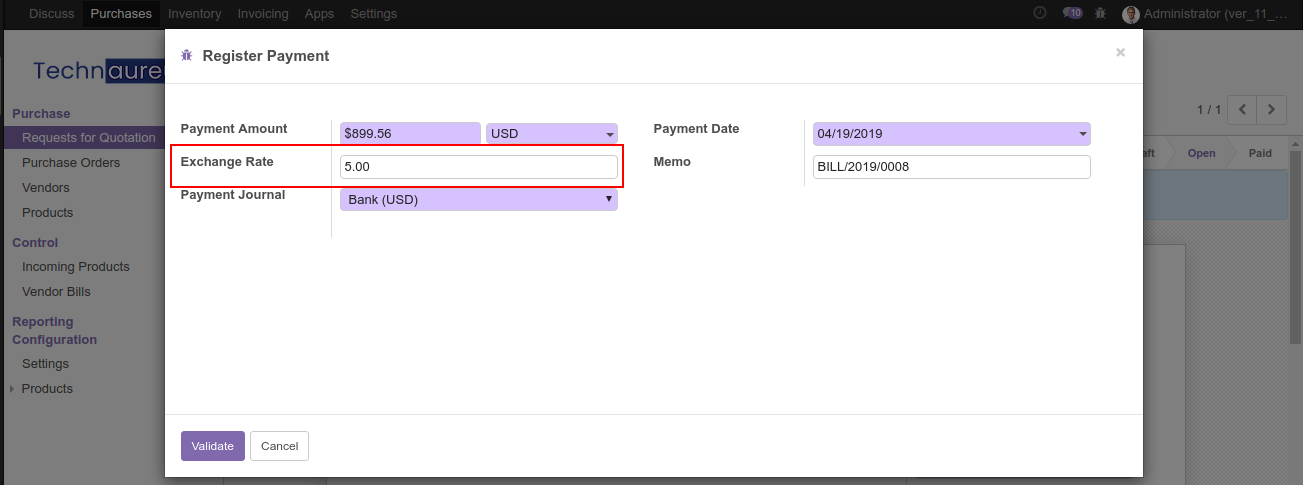 Discuss Purchases Inventory Invoicing Apps Settings 10 Administrator (ver_11_...
Technaure
Purchase
Requests for Quotation
Purchase Orders
Vendors
Products
Control
Incoming Products
Vendor Bills
Reporting
Configuration
Settings
Products
Register Payment ×
Payment Amount $899.56 USD
Exchange Rate 5.00
Payment Journal Bank (USD)
Payment Date 04/19/2019
Memo BILL/2019/0008
Validate Cancel
1 / 1
aft Open Paid